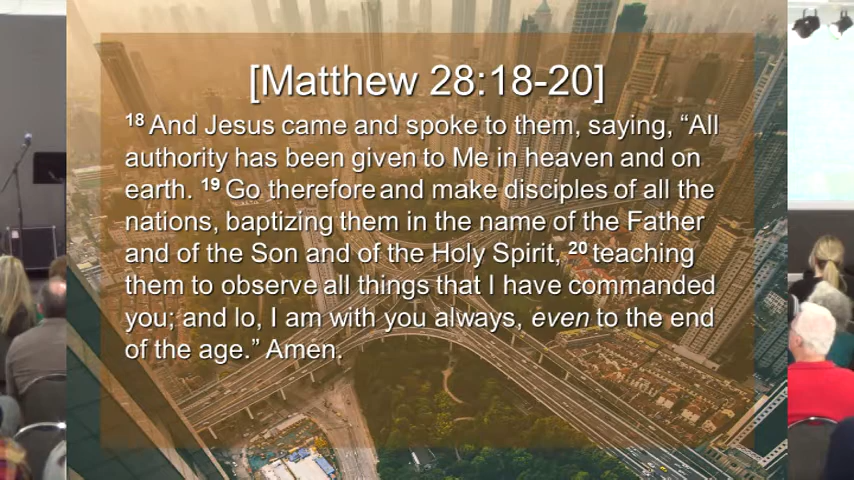 [Matthew 28:18-20]
18 And Jesus came and spoke to them, saying, “All
authority has been given to Me in heaven and on
earth. 19 Go therefore and make disciples of all the
nations, baptizing them in the name of the Father
and of the Son and of the Holy Spirit, 20 teaching
them to observe all things that I have commanded
you; and lo, I am with you always, even to the end
of the age.” Amen.